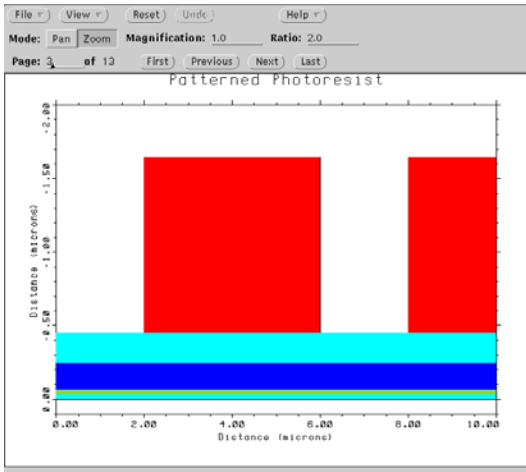 File View Reset Undo Help
Mode: Pan Zoom Magnification: 1.0 Ratio: 2.0
Page: 3 of 13 First Previous Next Last
Patterned Photoresist
Distance (microns)
-2.00
-1.50
-1.00
-0.50
0.00
0.00 2.00 4.00 6.00 8.00 10.00
Distance (microns)